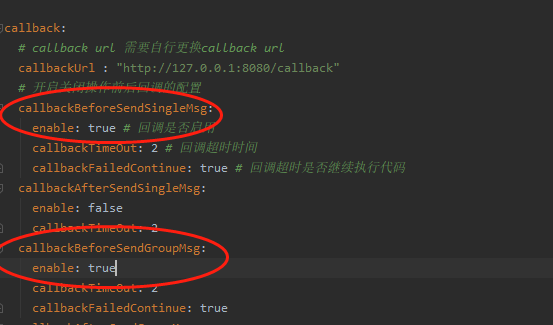 callback:
# callback url 需要自行更换callback url
callbackUrl : "http://127.0.0.1:8080/callback"
# 开启关闭操作前后回调的配置
callbackBeforeSendSingleMsg:
enable: true # 回调是否启用
callbackTimeOut: 2 # 回调超时时间
callbackFailedContinue: true # 回调超时是否继续执行代码
callbackAfterSendSingleMsg:
enable: false
callbackTimeOut: 2
callbackBeforeSendGroupMsg:
enable: true
callbackTimeOut: 2
callbackFailedContinue: true